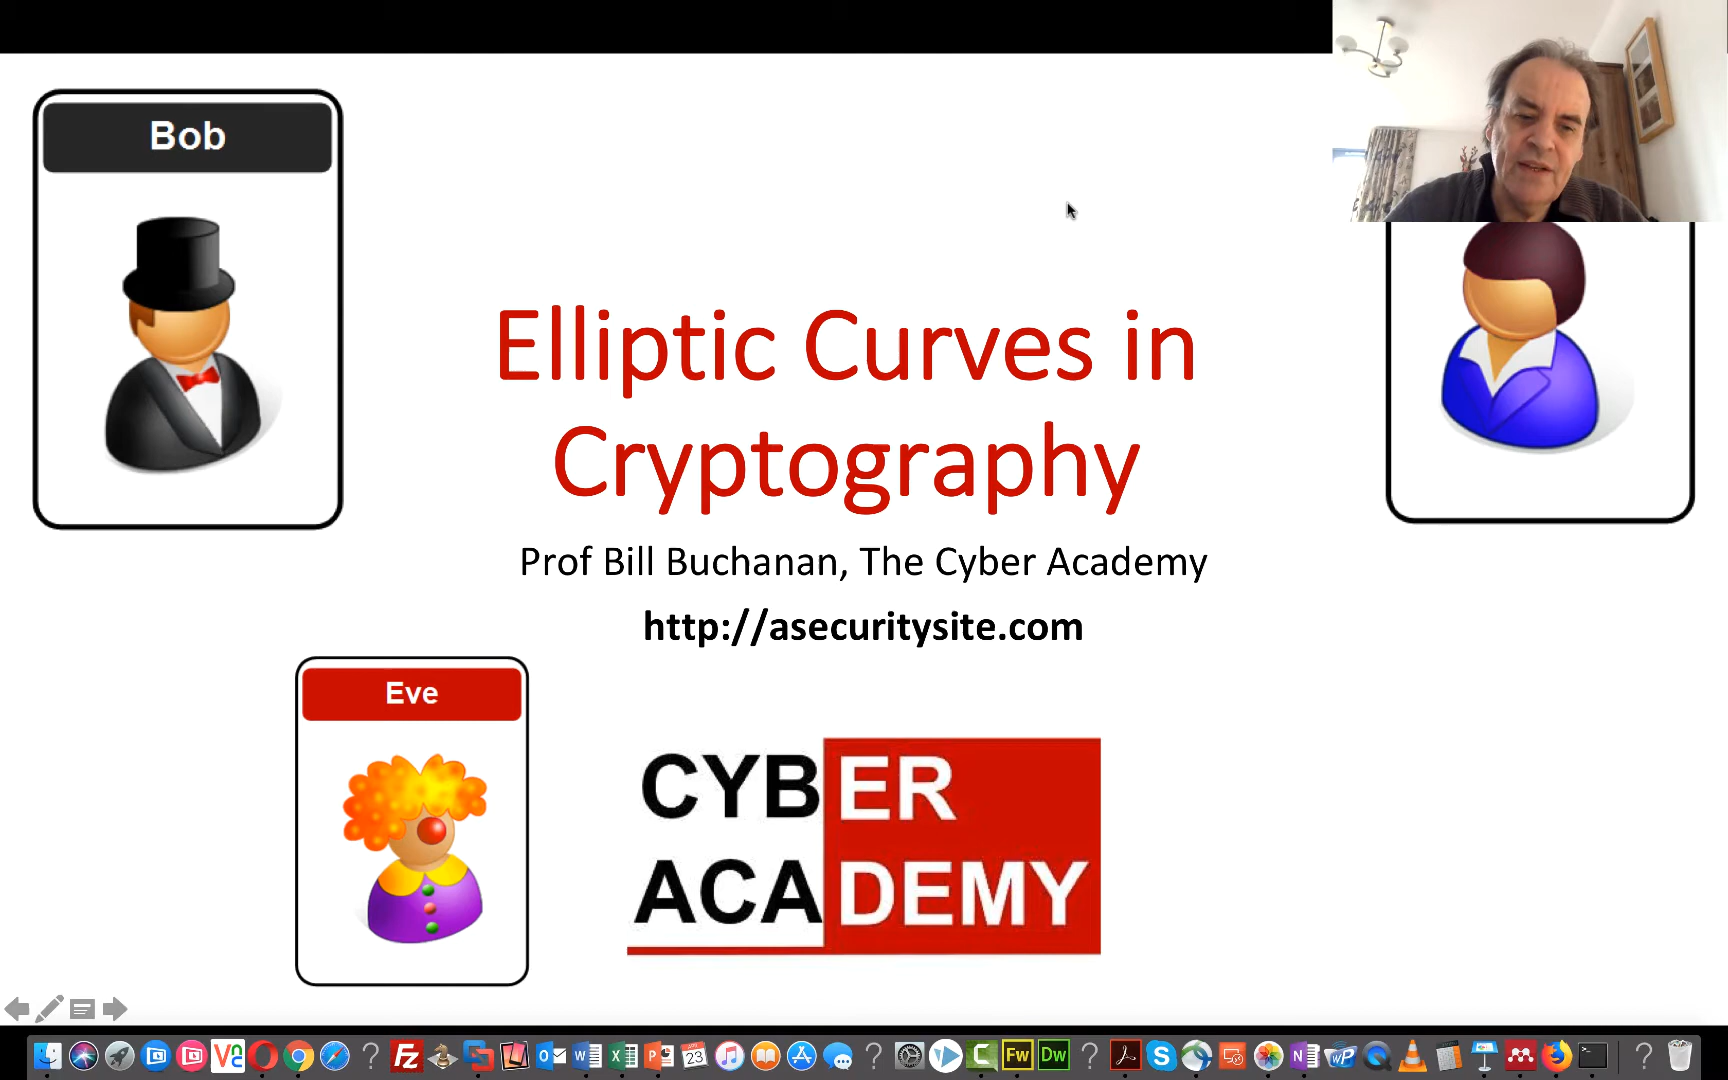 Bob
Elliptic Curves in
Cryptography
Prof Bill Buchanan, The Cyber Academy
http://asecuritysite.com
Eve
CYBER
ACADEMY